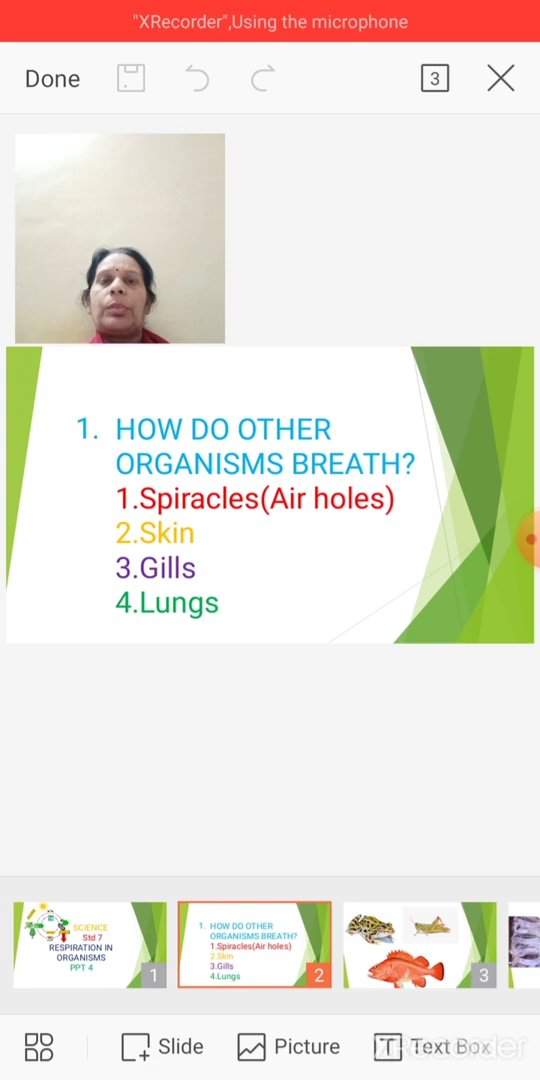 "XRecorder",Using the microphone
Done
3
1. HOW DO OTHER
ORGANISMS BREATH?
1.Spiracles(Air holes)
2.Skin
3.Gills
4.Lungs
SCIENCE
Std 7
RESPIRATION IN
ORGANISMS
PPT 4
1
1. HOW DO OTHER
ORGANISMS BREATH?
1.Spiracles(Air holes)
2.Skin
3.Gills
4.Lungs
2
3
Slide
Picture
Text Box
XRecorder